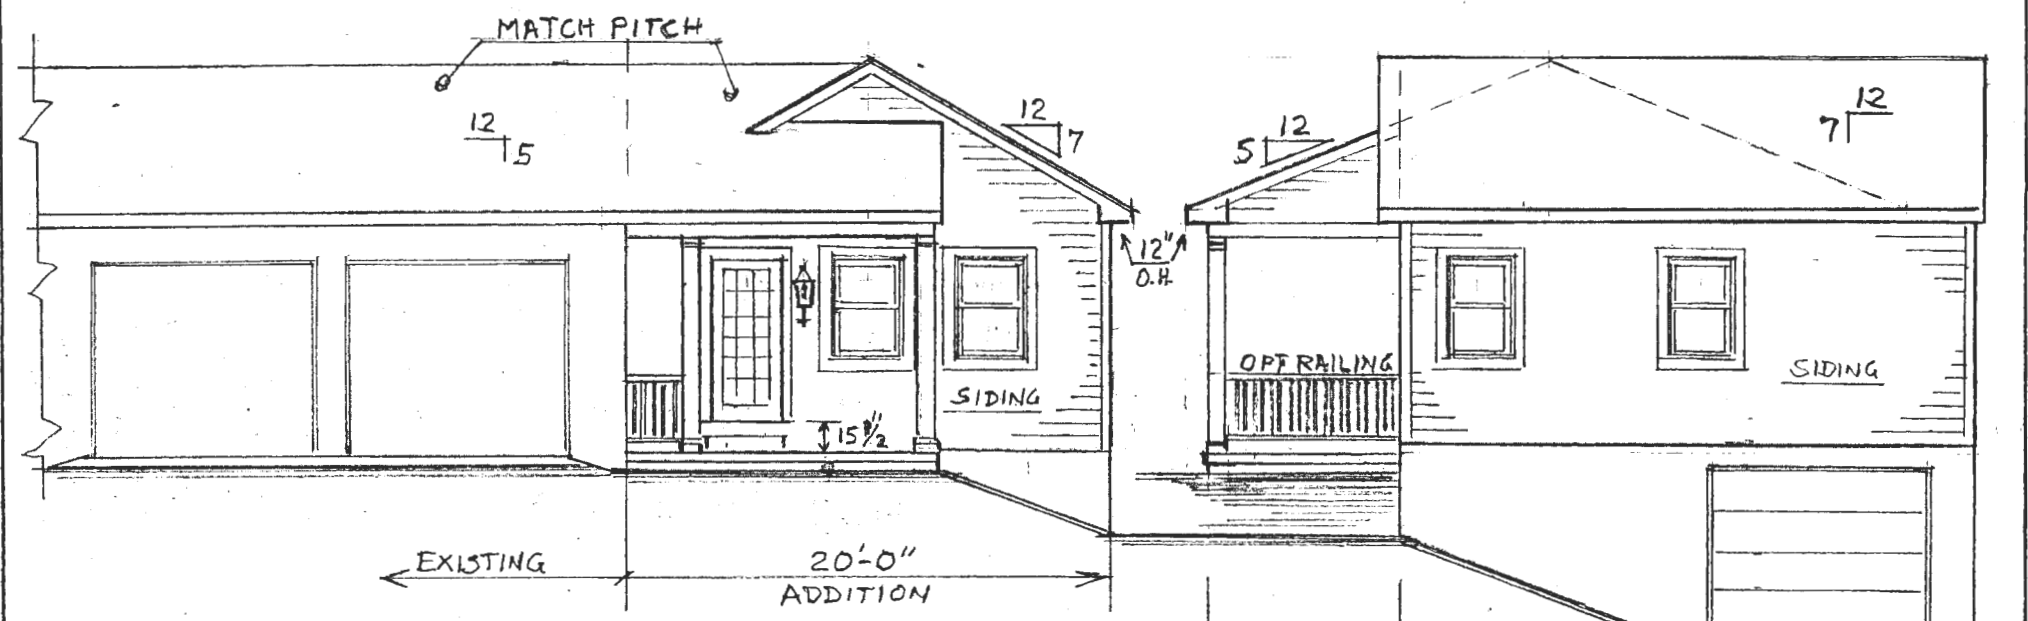 MATCH PITCH
12
5
12
7
12
5
12
7
12"
O.H.
OPT RAILING
SIDING
SIDING
15 1/2"
EXISTING
20'-0"
ADDITION